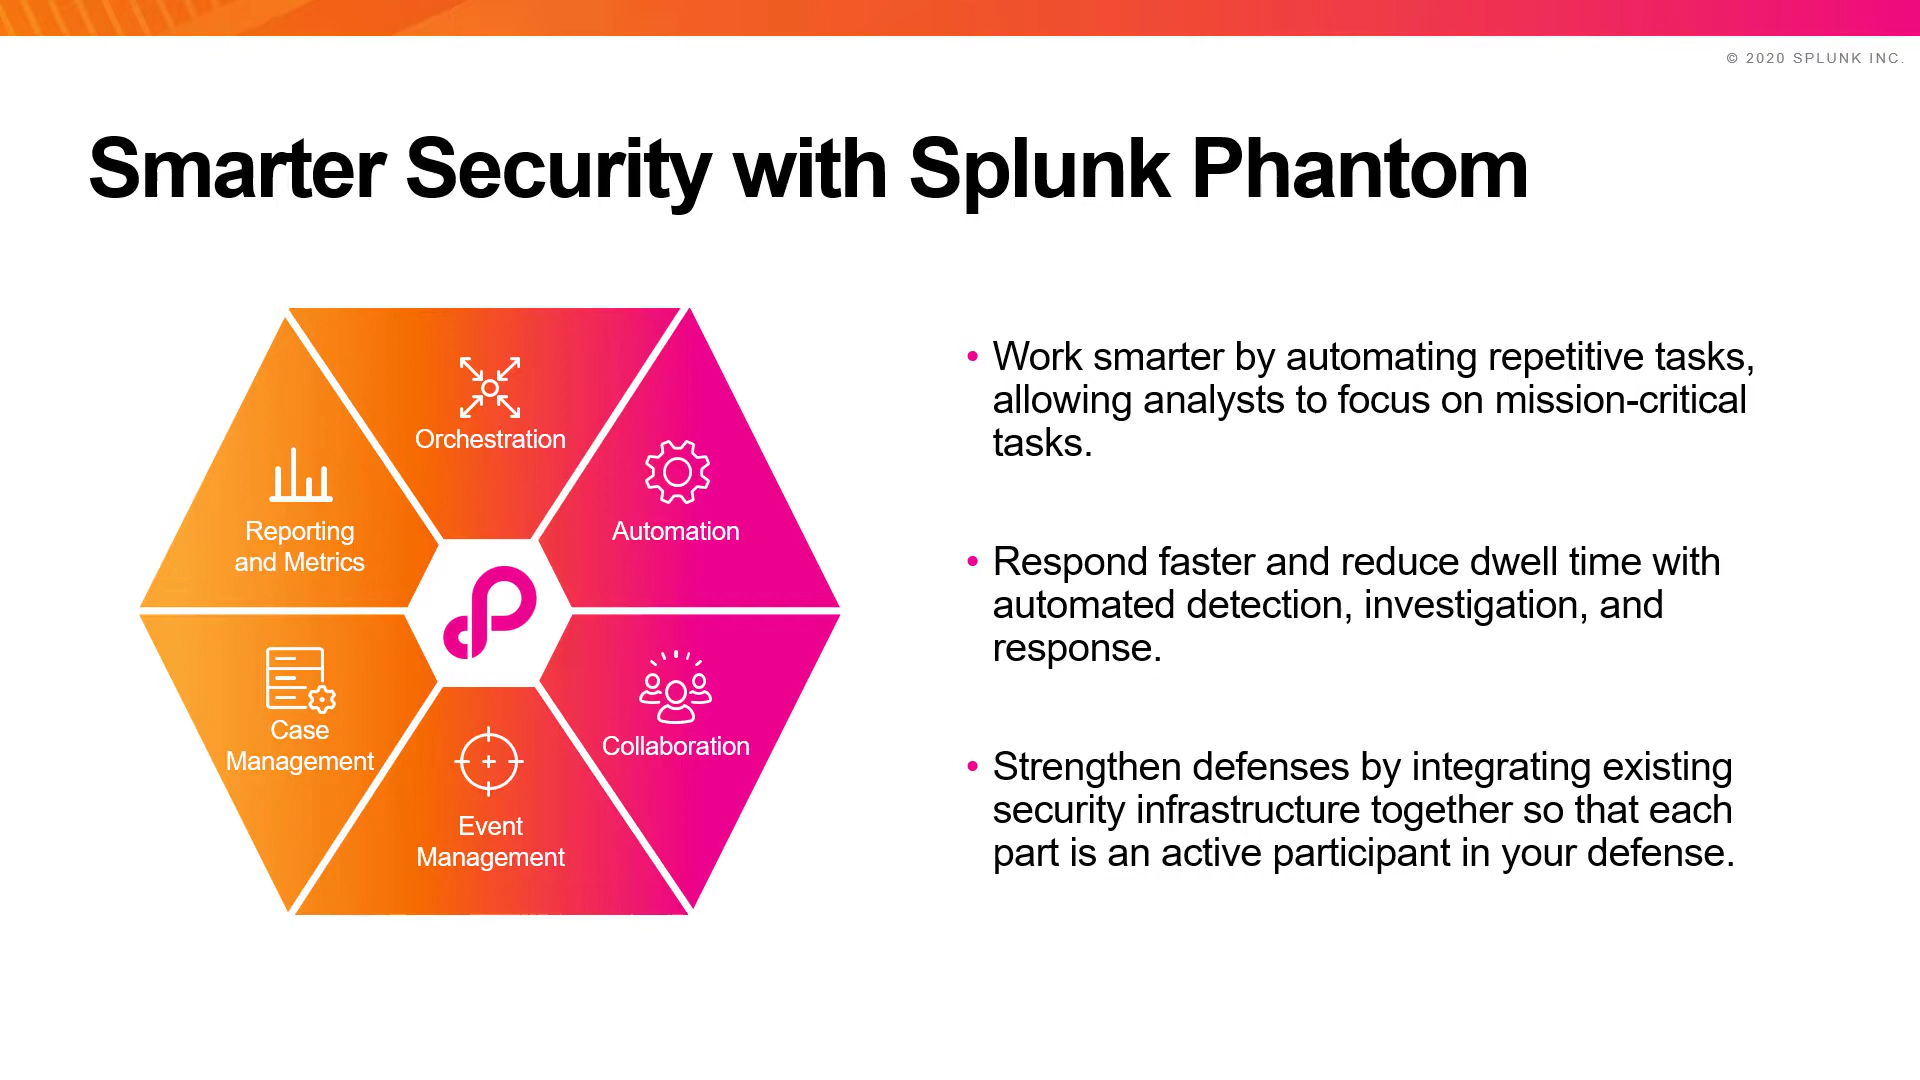 © 2020 SPLUNK INC.
Smarter Security with Splunk Phantom
Orchestration
Automation
Reporting
and Metrics
Case
Management
Event
Management
Collaboration
• Work smarter by automating repetitive tasks,
allowing analysts to focus on mission-critical
tasks.
• Respond faster and reduce dwell time with
automated detection, investigation, and
response.
• Strengthen defenses by integrating existing
security infrastructure together so that each
part is an active participant in your defense.